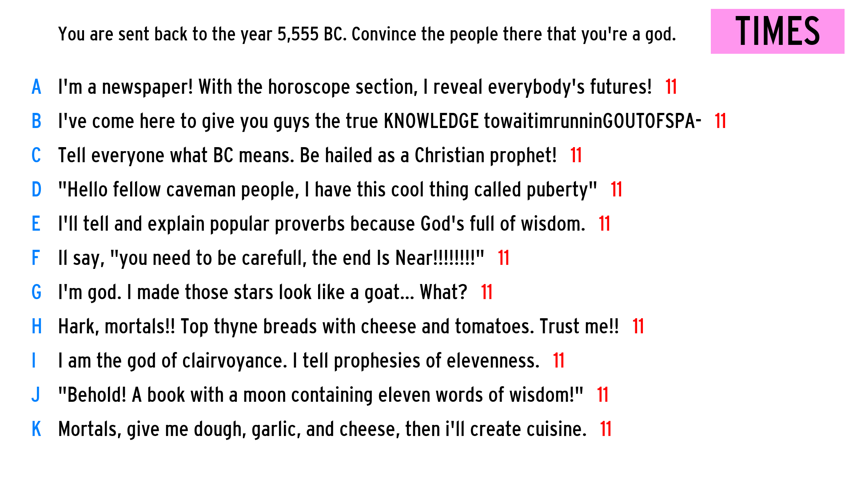 You are sent back to the year 5,555 BC. Convince the people there that you're a god.
TIMES
A I'm a newspaper! With the horoscope section, I reveal everybody's futures! 11
B I've come here to give you guys the true KNOWLEDGE towaitimrunninGOUTOFSPA- 11
C Tell everyone what BC means. Be hailed as a Christian prophet! 11
D "Hello fellow caveman people, I have this cool thing called puberty" 11
E I'll tell and explain popular proverbs because God's full of wisdom. 11
F Il say, "you need to be carefull, the end Is Near!!!!!!!!" 11
G I'm god. I made those stars look like a goat... What? 11
H Hark, mortals!! Top thyne breads with cheese and tomatoes. Trust me!! 11
I I am the god of clairvoyance. I tell prophesies of elevenness. 11
J "Behold! A book with a moon containing eleven words of wisdom!" 11
K Mortals, give me dough, garlic, and cheese, then i'll create cuisine. 11